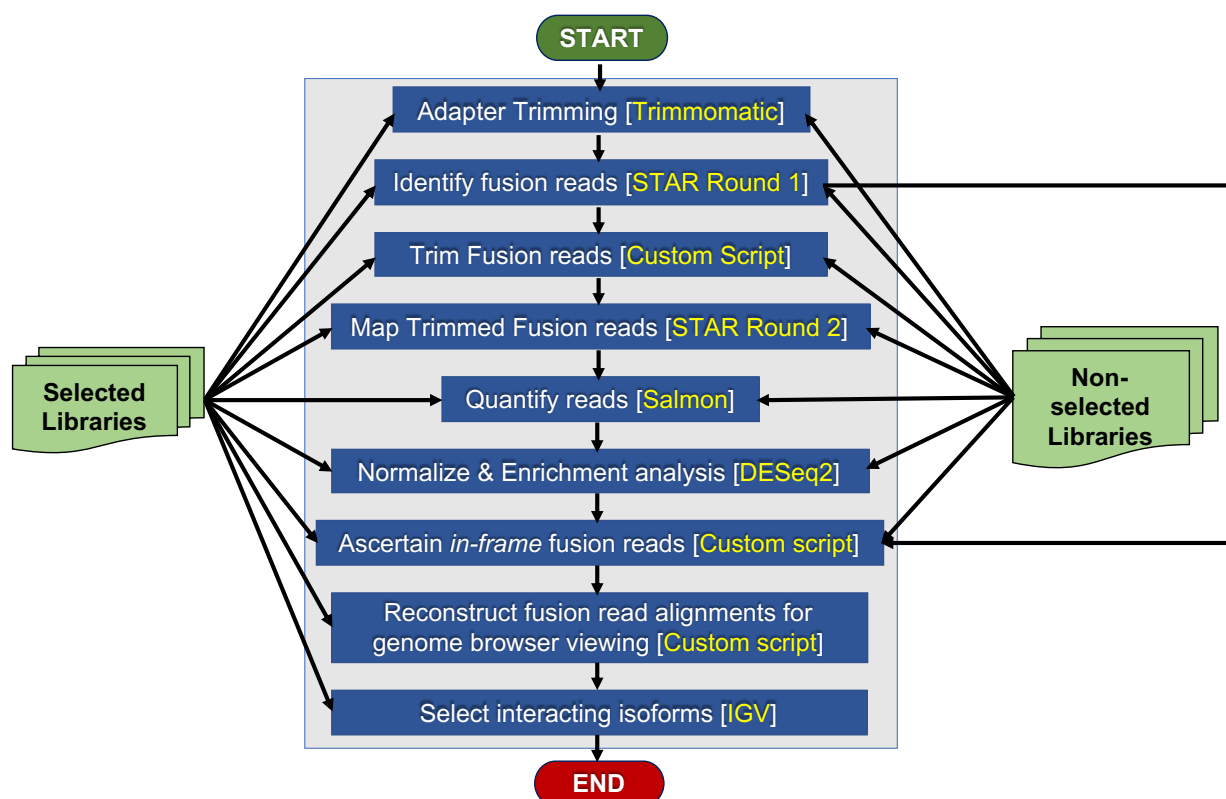 START
Adapter Trimming [Trimmomatic]
Identify fusion reads [STAR Round 1]
Trim Fusion reads [Custom Script]
Map Trimmed Fusion reads [STAR Round 2]
Selected
Libraries
Quantify reads [Salmon]
Non-
selected
Libraries
Normalize & Enrichment analysis [DESeq2]
Ascertain in-frame fusion reads [Custom script]
Reconstruct fusion read alignments for
genome browser viewing [Custom script]
Select interacting isoforms [IGV]
END